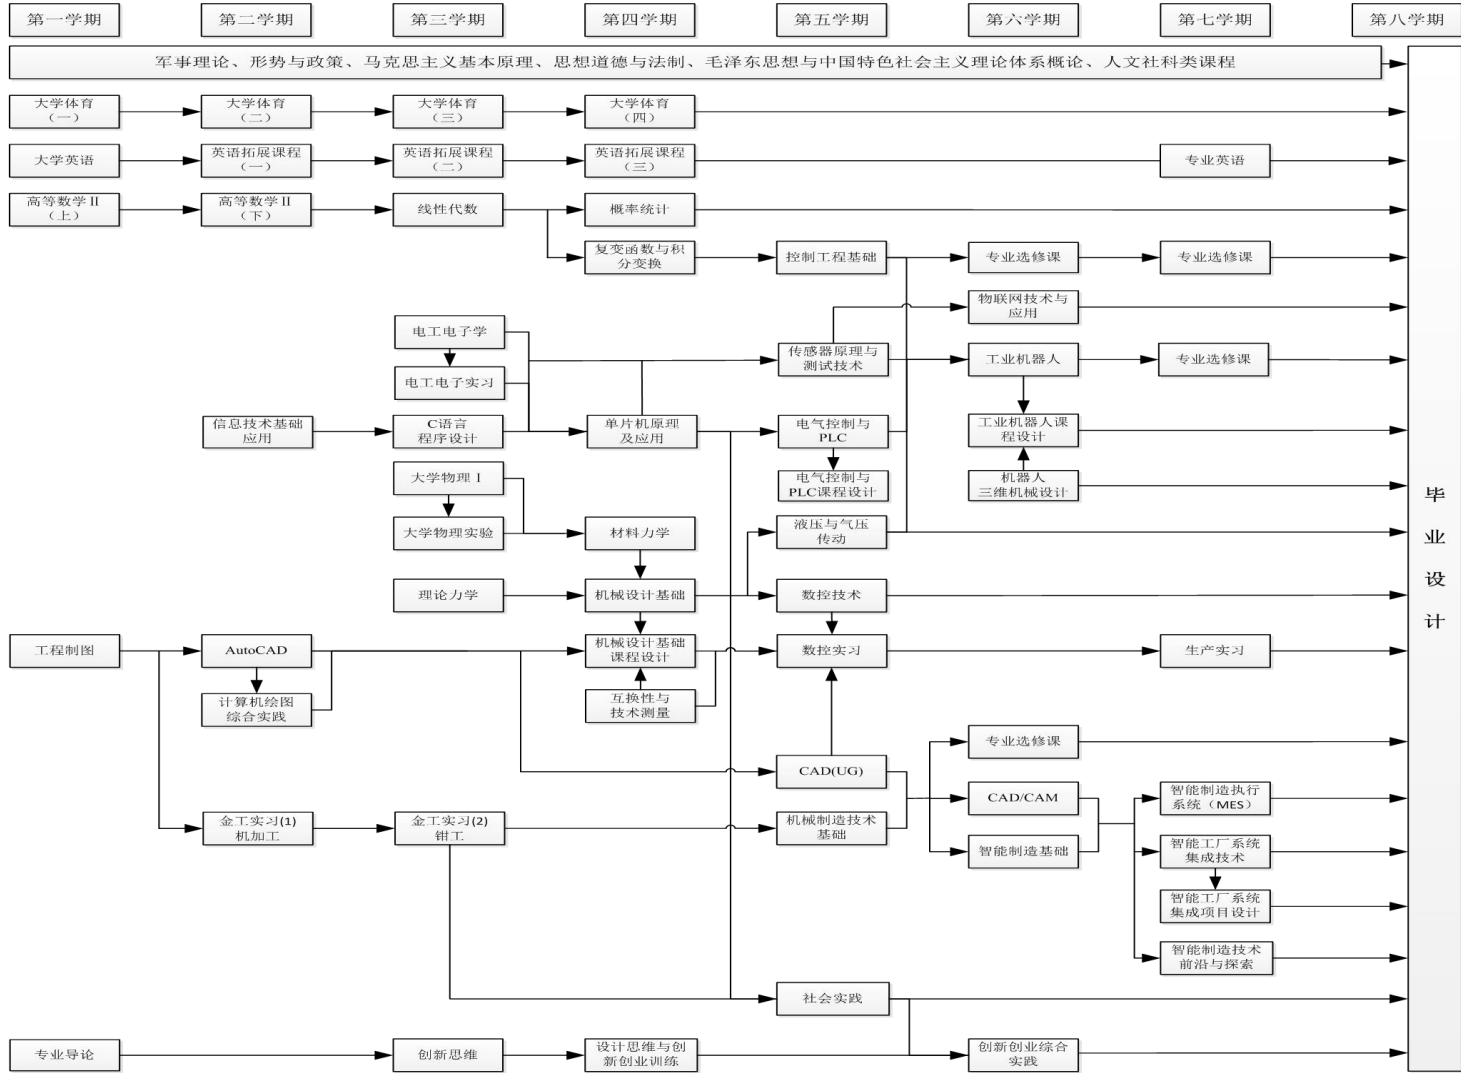 第一学期
第二学期
第三学期
第四学期
第五学期
第六学期
第七学期
第八学期
军事理论、形势与政策、马克思主义基本原理、思想道德与法制、毛泽东思想与中国特色社会主义理论体系概论、人文社科类课程
大学体育
（一）
大学体育
（二）
大学体育
（三）
大学体育
（四）
大学英语
英语拓展课程
（一）
英语拓展课程
（二）
英语拓展课程
（三）
专业英语
高等数学Ⅱ
（上）
高等数学Ⅱ
（下）
线性代数
概率统计
复变函数与积
分变换
控制工程基础
专业选修课
专业选修课
物联网技术与
应用
电工电子学
传感器原理与
测试技术
工业机器人
专业选修课
电工电子实习
信息技术基础
应用
C语言
程序设计
单片机原理
及应用
电气控制与
PLC
工业机器人课
程设计
大学物理Ⅰ
电气控制与
PLC课程设计
机器人
三维机械设计
大学物理实验
材料力学
液压与气压
传动
理论力学
机械设计基础
数控技术
工程制图
AutoCAD
机械设计基础
课程设计
数控实习
生产实习
计算机绘图
综合实践
互换性与
技术测量
专业选修课
CAD(UG)
CAD/CAM
智能制造执行
系统（MES）
金工实习(1)
机加工
金工实习(2)
钳工
机械制造技术
基础
智能制造基础
智能工厂系统
集成技术
智能工厂系统
集成项目设计
智能制造技术
前沿与探索
社会实践
专业导论
创新思维
设计思维与创
新创业训练
创新创业综合
实践
毕
业
设
计